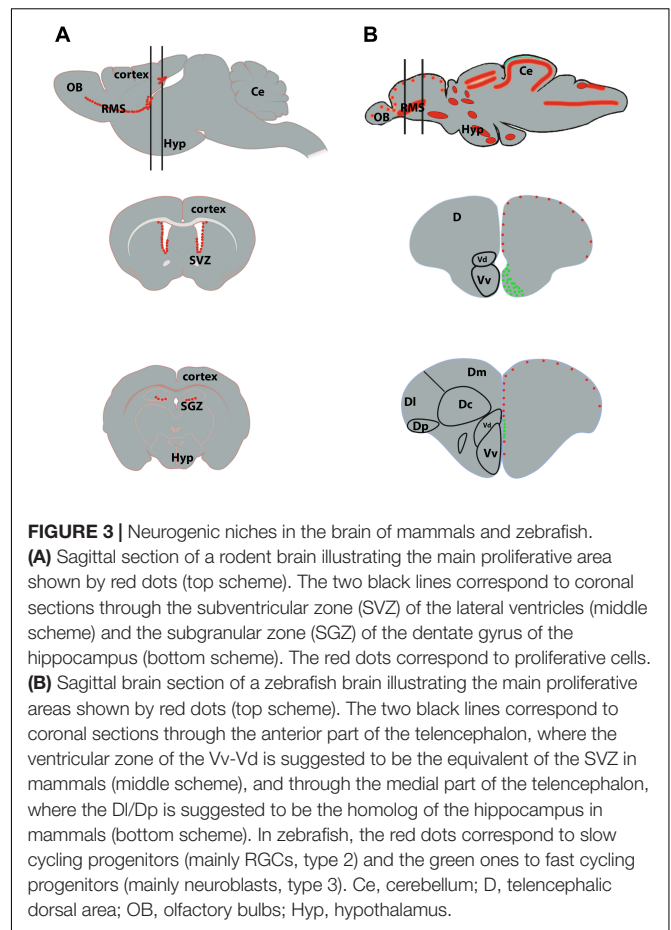 A
B
cortex
OB
RMS
Ce
Hyp
Ce
RMS
OB
Hyp
cortex
SVZ
D
Vd
Vv
cortex
SGZ
Hyp
Dm
Dl
Dc
Dp
Vd
Vv
FIGURE 3 | Neurogenic niches in the brain of mammals and zebrafish.
(A) Sagittal section of a rodent brain illustrating the main proliferative area
shown by red dots (top scheme). The two black lines correspond to coronal
sections through the subventricular zone (SVZ) of the lateral ventricles (middle
scheme) and the subgranular zone (SGZ) of the dentate gyrus of the
hippocampus (bottom scheme). The red dots correspond to proliferative cells.
(B) Sagittal brain section of a zebrafish brain illustrating the main proliferative
areas shown by red dots (top scheme). The two black lines correspond to
coronal sections through the anterior part of the telencephalon, where the
ventricular zone of the Vv-Vd is suggested to be the equivalent of the SVZ in
mammals (middle scheme), and through the medial part of the telencephalon,
where the Dl/Dp is suggested to be the homolog of the hippocampus in
mammals (bottom scheme). In zebrafish, the red dots correspond to slow
cycling progenitors (mainly RGCs, type 2) and the green ones to fast cycling
progenitors (mainly neuroblasts, type 3). Ce, cerebellum; D, telencephalic
dorsal area; OB, olfactory bulbs; Hyp, hypothalamus.